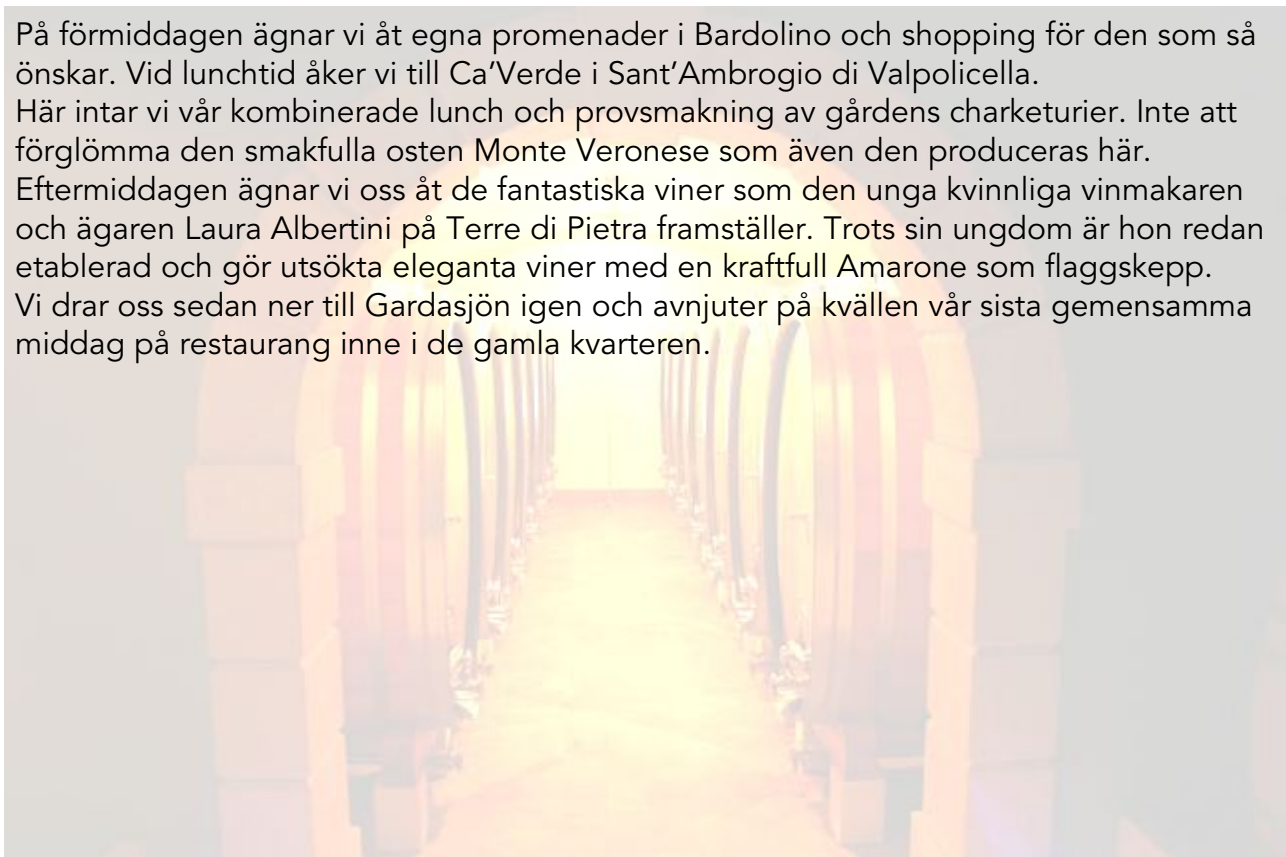 På förmiddagen ägnar vi åt egna promenader i Bardolino och shopping för den som så
önskar. Vid lunchtid åker vi till Ca’Verde i Sant’Ambrogio di Valpolicella.
Här intar vi vår kombinerade lunch och provsmakning av gårdens charketurier. Inte att
förglömma den smakfulla osten Monte Veronese som även den produceras här.
Eftermiddagen ägnar vi oss åt de fantastiska viner som den unga kvinnliga vinmakaren
och ägaren Laura Albertini på Terre di Pietra framställer. Trots sin ungdom är hon redan
etablerad och gör utsökta eleganta viner med en kraftfull Amarone som flaggskepp.
Vi drar oss sedan ner till Gardasjön igen och avnjuter på kvällen vår sista gemensamma
middag på restaurang inne i de gamla kvarteren.